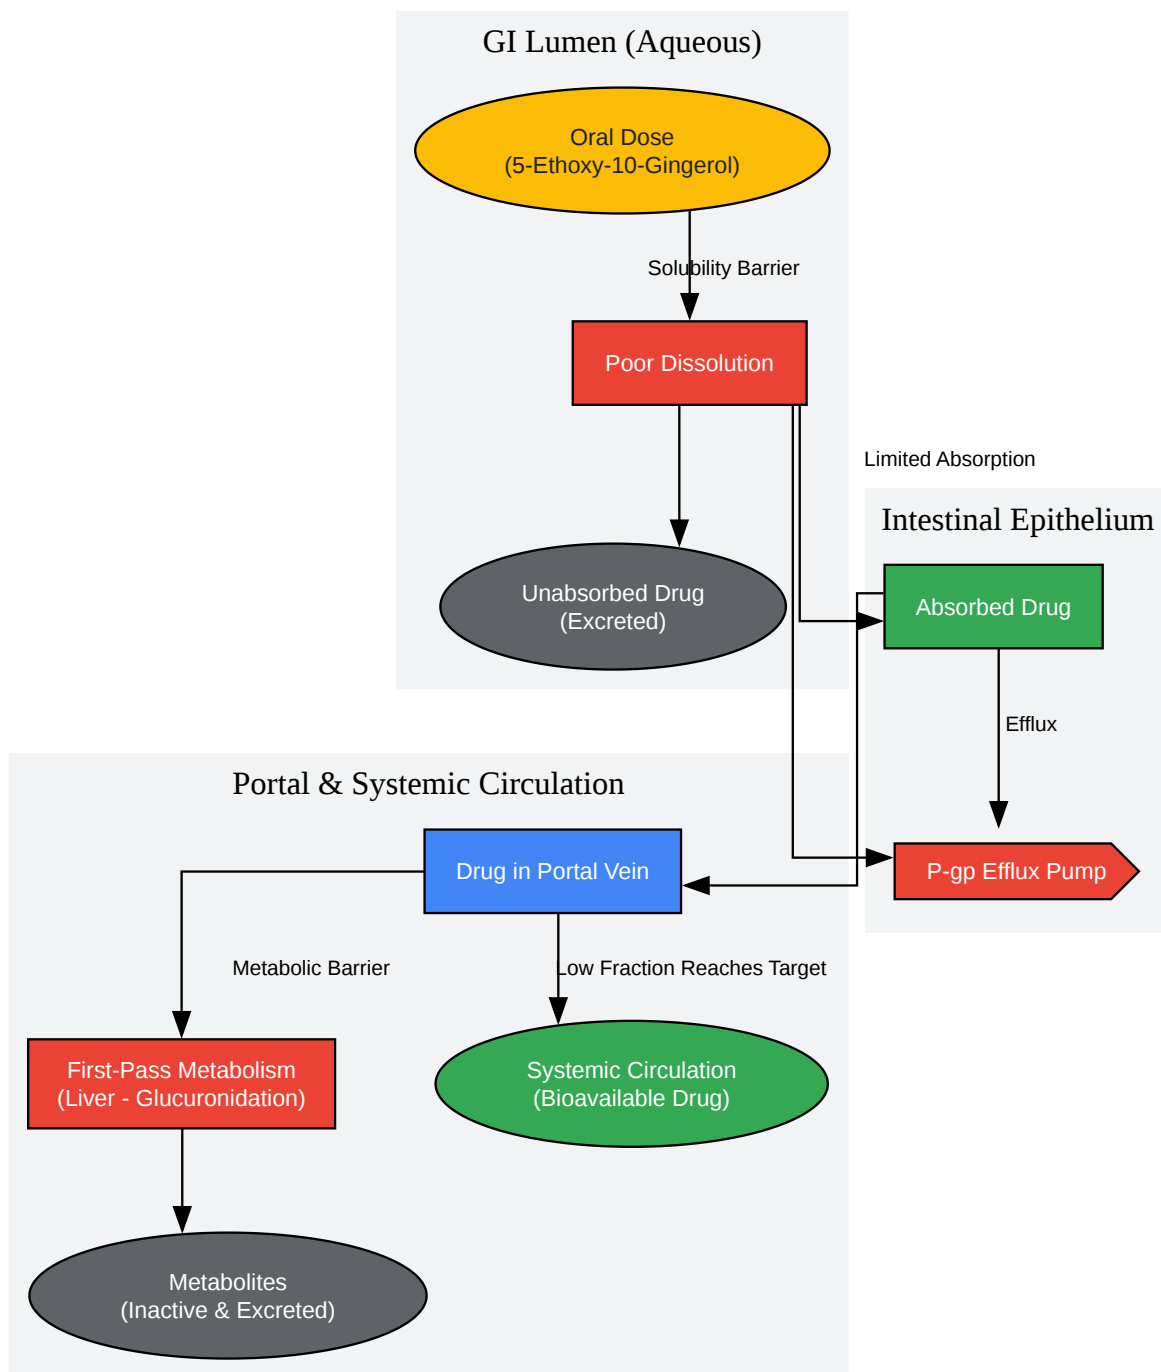 GI Lumen (Aqueous)
Oral Dose
(5-Ethoxy-10-Gingerol)
Solubility Barrier
Poor Dissolution
Limited Absorption
Intestinal Epithelium
Unabsorbed Drug
(Excreted)
Absorbed Drug
Efflux
Portal & Systemic Circulation
Drug in Portal Vein
P-gp Efflux Pump
Metabolic Barrier
Low Fraction Reaches Target
First-Pass Metabolism
(Liver - Glucuronidation)
Systemic Circulation
(Bioavailable Drug)
Metabolites
(Inactive & Excreted)